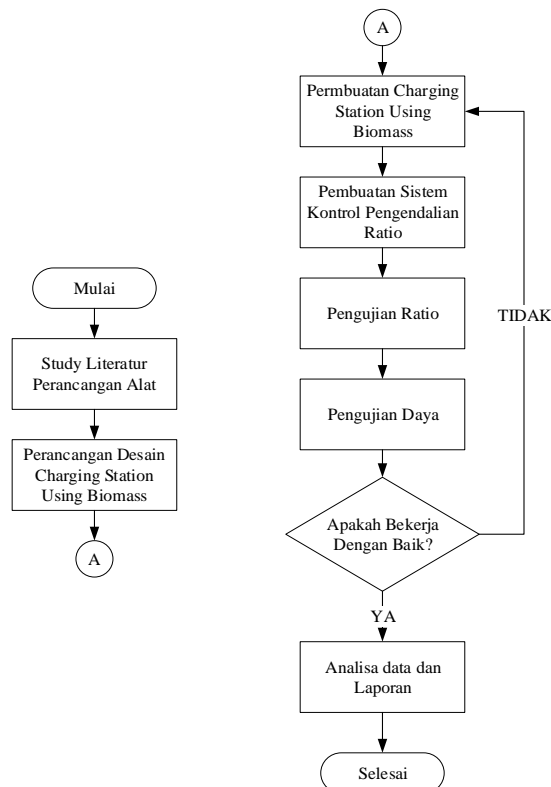 Mulai
Study Literatur
Perancangan Alat
Perancangan Desain
Charging Station
Using Biomass
A
A
Permbuatan Charging
Station Using
Biomass
Pembuatan Sistem
Kontrol Pengendalian
Ratio
Pengujian Ratio
Pengujian Daya
Apakah Bekerja
Dengan Baik?
TIDAK
YA
Analisa data dan
Laporan
Selesai